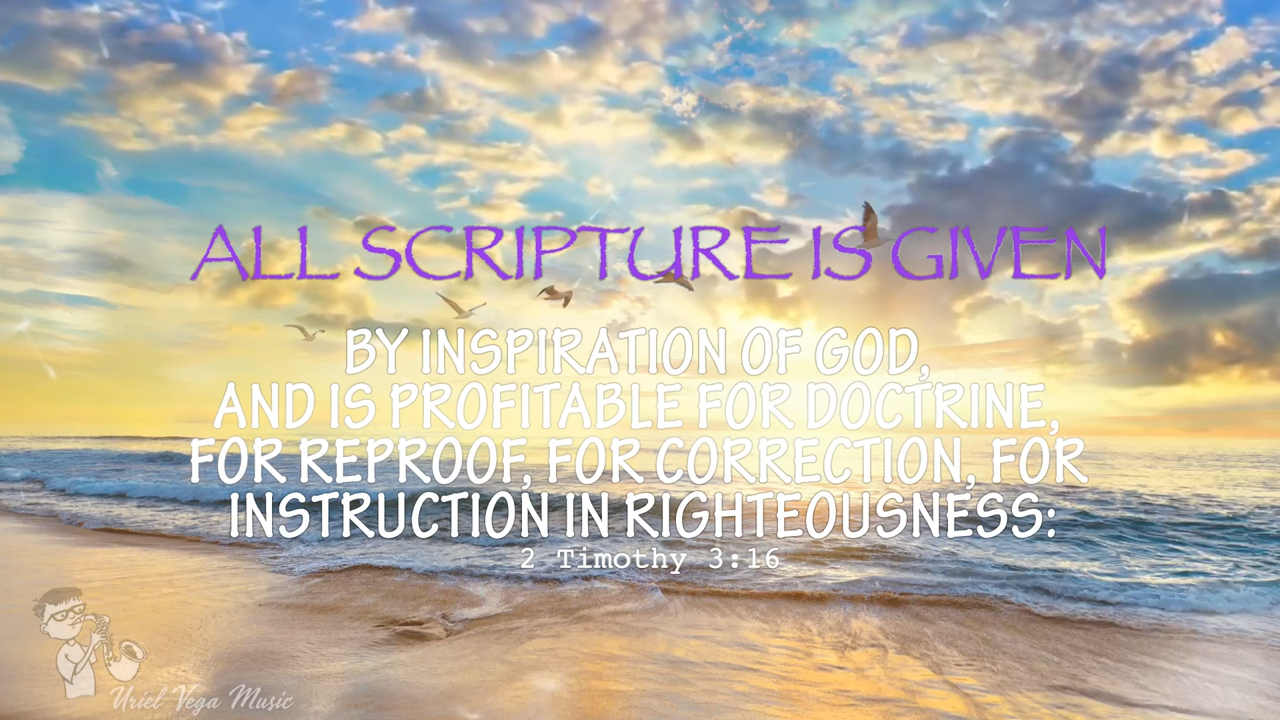 ALL SCRIPTURE IS GIVEN
BY INSPIRATION OF GOD,
AND IS PROFITABLE FOR DOCTRINE,
FOR REPROOF, FOR CORRECTION, FOR
INSTRUCTION IN RIGHTEOUSNESS:
2 Timothy 3:16
Uriel Vega Music